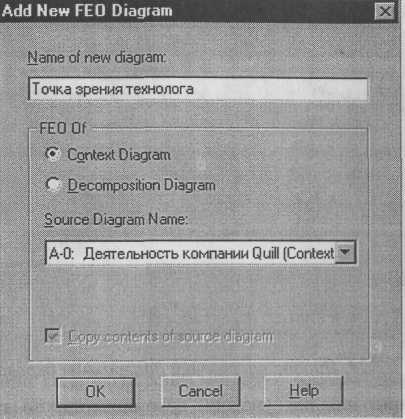 Add New FEO Diagram
Name of new diagram:
Точка зрения технолога
FEO Of
Context Diagram
Decomposition Diagram
Source Diagram Name:
A-0: Деятельность компании Quill (Context
Copy contents of source diagram
OK Cancel Help